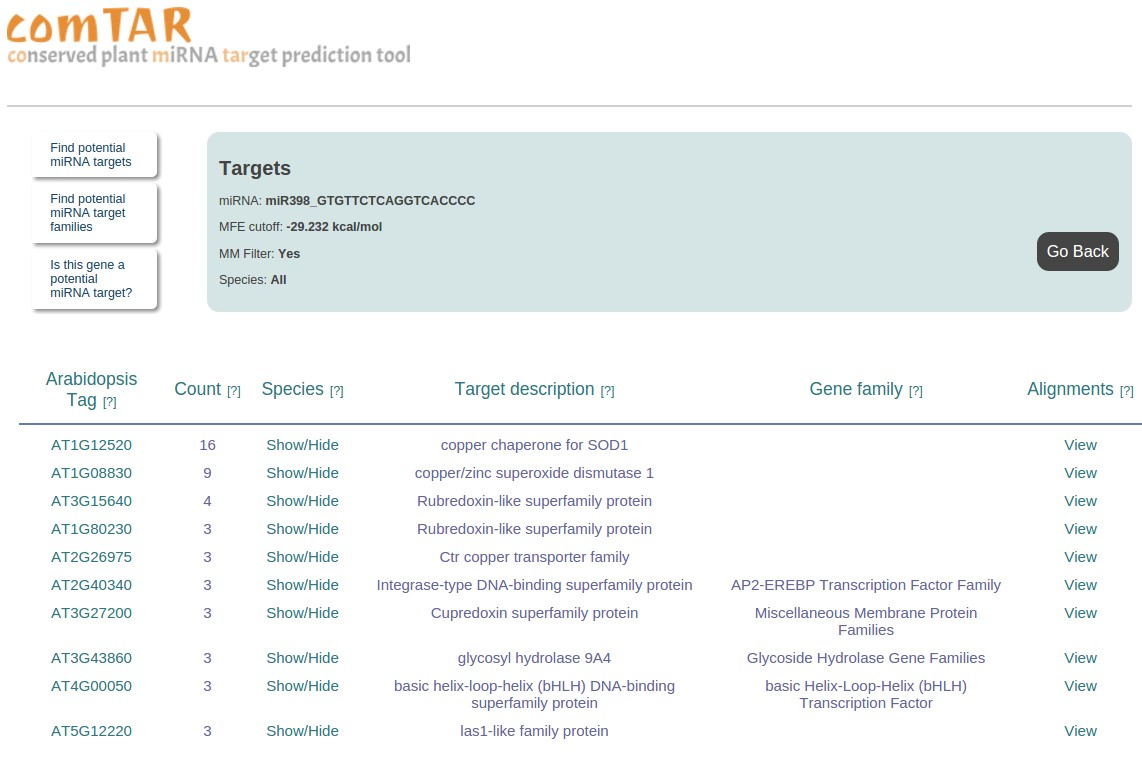 comTAR
conserved plant miRNA target prediction tool
Find potential
miRNA targets
Find potential
miRNA target
families
Is this gene a
potential
miRNA target?
Targets
miRNA: miR398_GTGTTCTCAGGTCACCCC
MFE cutoff: -29.232 kcal/mol
MM Filter: Yes
Species: All
Go Back
Arabidopsis
Tag [?]
Count [?]
Species [?]
Target description [?]
Gene family [?]
Alignments [?]
AT1G12520 16 Show/Hide copper chaperone for SOD1 View
AT1G08830 9 Show/Hide copper/zinc superoxide dismutase 1 View
AT3G15640 4 Show/Hide Rubredoxin-like superfamily protein View
AT1G80230 3 Show/Hide Rubredoxin-like superfamily protein View
AT2G26975 3 Show/Hide Ctr copper transporter family View
AT2G40340 3 Show/Hide Integrase-type DNA-binding superfamily protein AP2-EREBP Transcription Factor Family View
AT3G27200 3 Show/Hide Cupredoxin superfamily protein Miscellaneous Membrane Protein View
Families
AT3G43860 3 Show/Hide glycosyl hydrolase 9A4 Glycoside Hydrolase Gene Families View
AT4G00050 3 Show/Hide basic helix-loop-helix (bHLH) DNA-binding basic Helix-Loop-Helix (bHLH) View
superfamily protein Transcription Factor
AT5G12220 3 Show/Hide las1-like family protein View